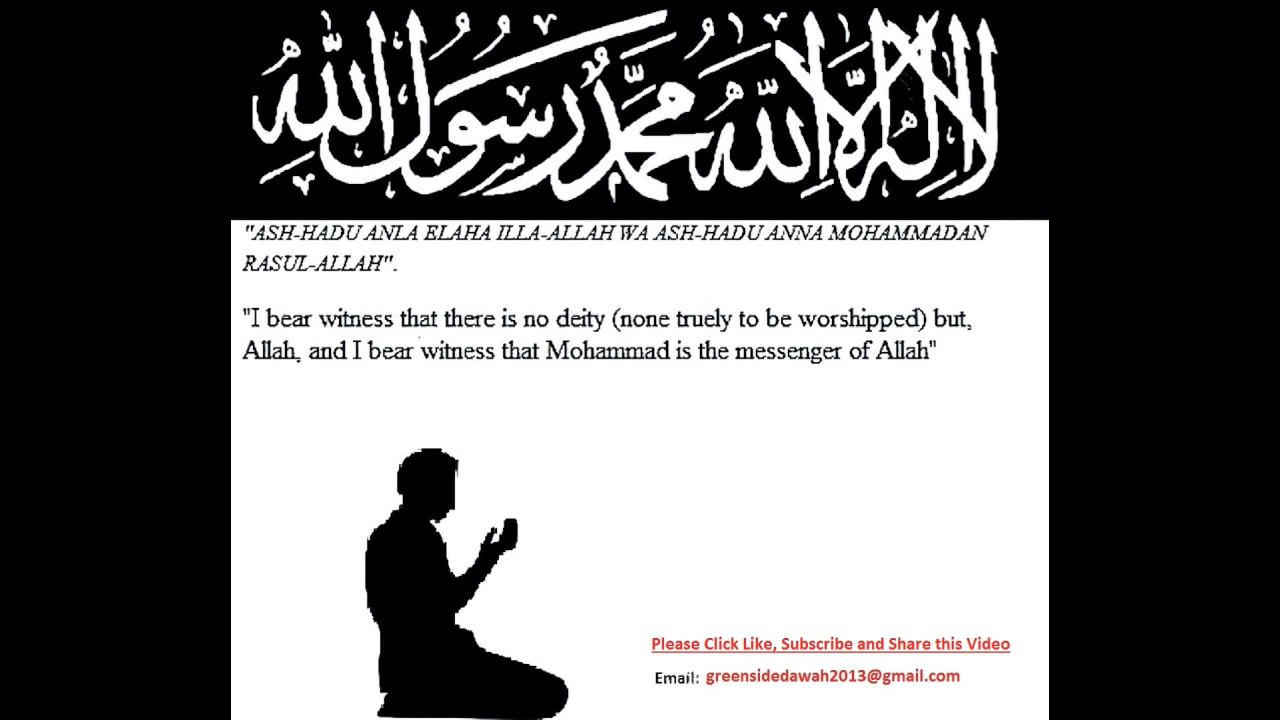 لا إله إلا الله محمد رسول الله
"ASH-HADU ANLA ELAHA ILLA-ALLAH WA ASH-HADU ANNA MOHAMMADAN
RASUL-ALLAH".
"I bear witness that there is no deity (none truely to be worshipped) but,
Allah, and I bear witness that Mohammad is the messenger of Allah"
Please Click Like, Subscribe and Share this Video
Email: greensidedawah2013@gmail.com